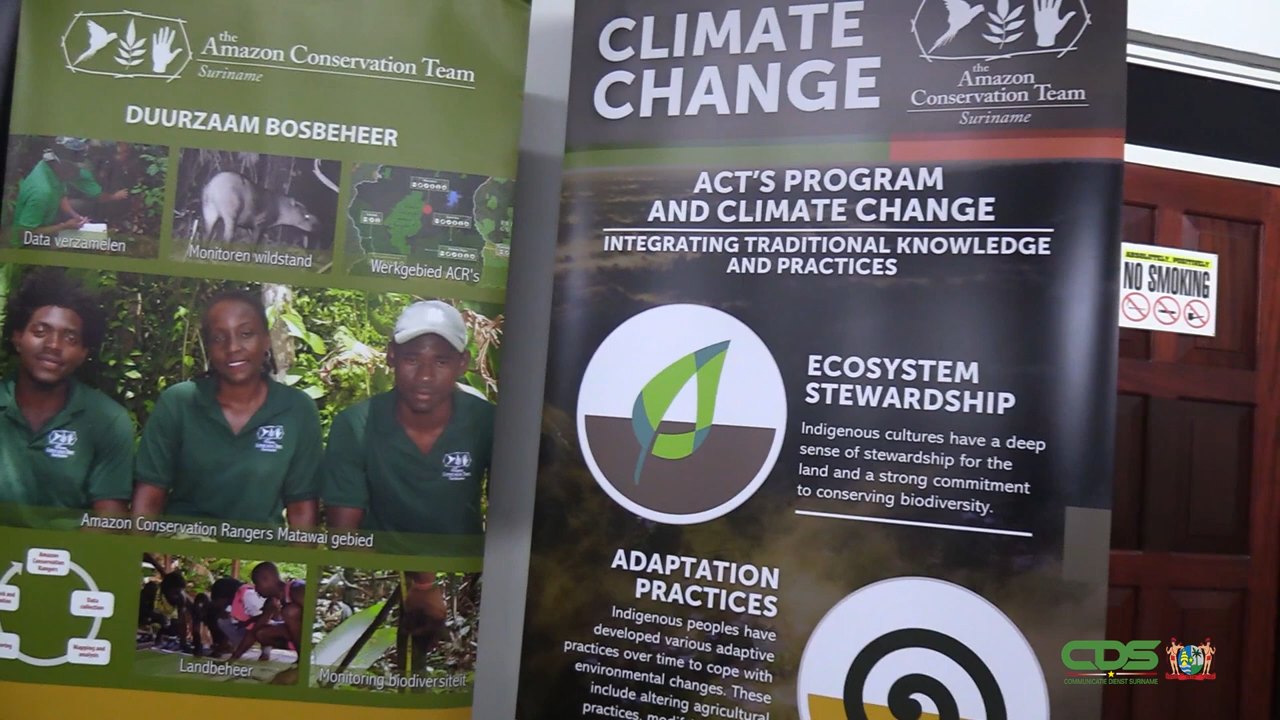 the
Amazon Conservation Team
Suriname
DUURZAAM BOSBEHEER
Data verzamelen
Monitoren wildstand
Werkgebied ACR's
Amazon Conservation Rangers Matawai gebied
Amazon
Conservation
Rangers
Data
collection
Mapping and
analysis
Landbeheer
Monitoring biodiversiteit
CLIMATE
CHANGE
the
Amazon
Conservation Team
Suriname
ACT'S PROGRAM
AND CLIMATE CHANGE
INTEGRATING TRADITIONAL KNOWLEDGE
AND PRACTICES
ECOSYSTEM
STEWARDSHIP
Indigenous cultures have a deep
sense of stewardship for the
land and a strong commitment
to conserving biodiversity.
ADAPTATION
PRACTICES
Indigenous peoples have
developed various adaptive
practices over time to cope with
environmental changes. These
include altering agricultural
practices,
ABSOLUTELY, POSITIVELY
NO SMOKING
CDS
COMMUNICATIE DIENST SURINAME